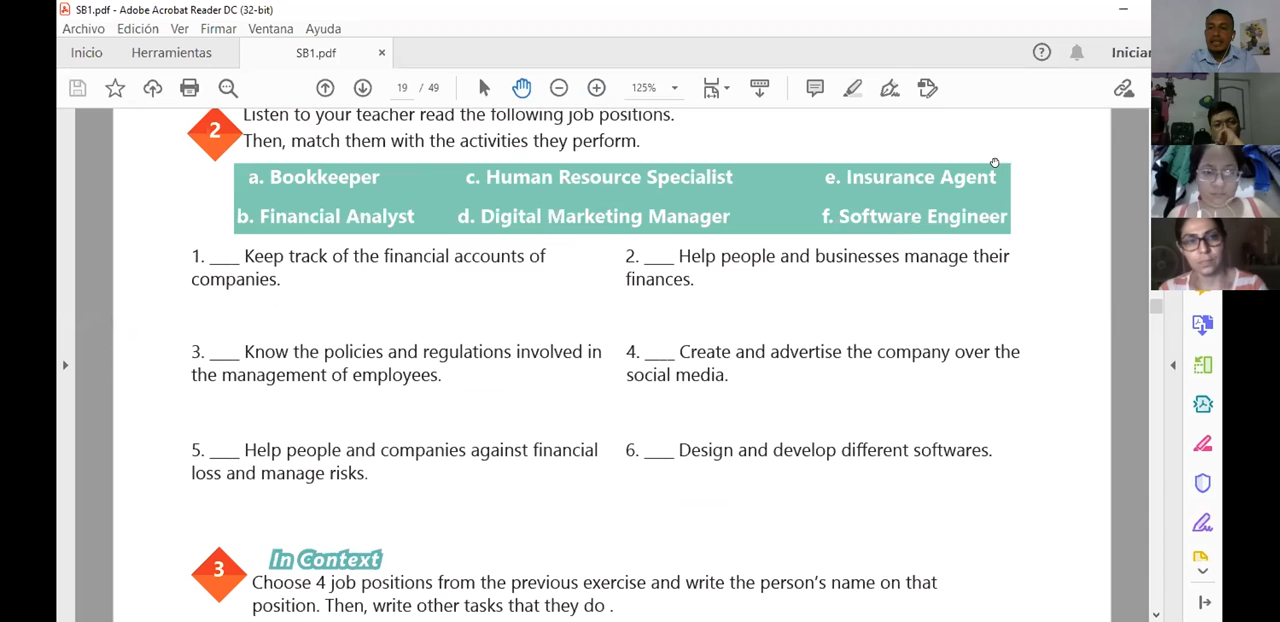 SB1.pdf - Adobe Acrobat Reader DC (32-bit)
Archivo Edición Ver Firmar Ventana Ayuda
Inicio Herramientas SB1.pdf × ? Iniciar
19 / 49 125%
Listen to your teacher read the following job positions.
2
Then, match them with the activities they perform.
a. Bookkeeper c. Human Resource Specialist e. Insurance Agent
b. Financial Analyst d. Digital Marketing Manager f. Software Engineer
1. ___ Keep track of the financial accounts of
companies.
2. ___ Help people and businesses manage their
finances.
3. ___ Know the policies and regulations involved in
the management of employees.
4. ___ Create and advertise the company over the
social media.
5. ___ Help people and companies against financial
loss and manage risks.
6. ___ Design and develop different softwares.
3
In Context
Choose 4 job positions from the previous exercise and write the person's name on that
position. Then, write other tasks that they do .